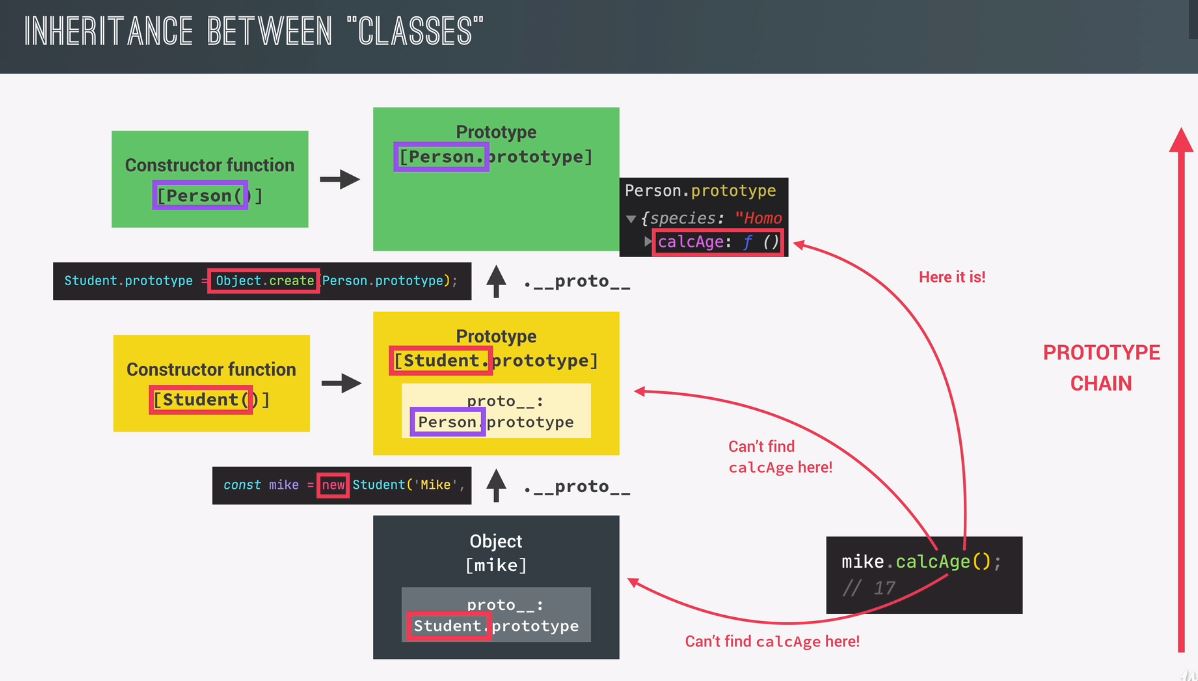 INHERITANCE BETWEEN "CLASSES"
Constructor function
[Person()]
Prototype
[Person.prototype]
Person.prototype
▼{species: "Homo
▶calcAge: ƒ ()
Student.prototype = Object.create(Person.prototype);
.__proto__
Here it is!
PROTOTYPE
CHAIN
Constructor function
[Student()]
Prototype
[Student.prototype]
proto__:
Person.prototype
Can't find
calcAge here!
const mike = new Student('Mike',
.__proto__
Object
[mike]
proto__:
Student.prototype
mike.calcAge();
// 17
Can't find calcAge here!